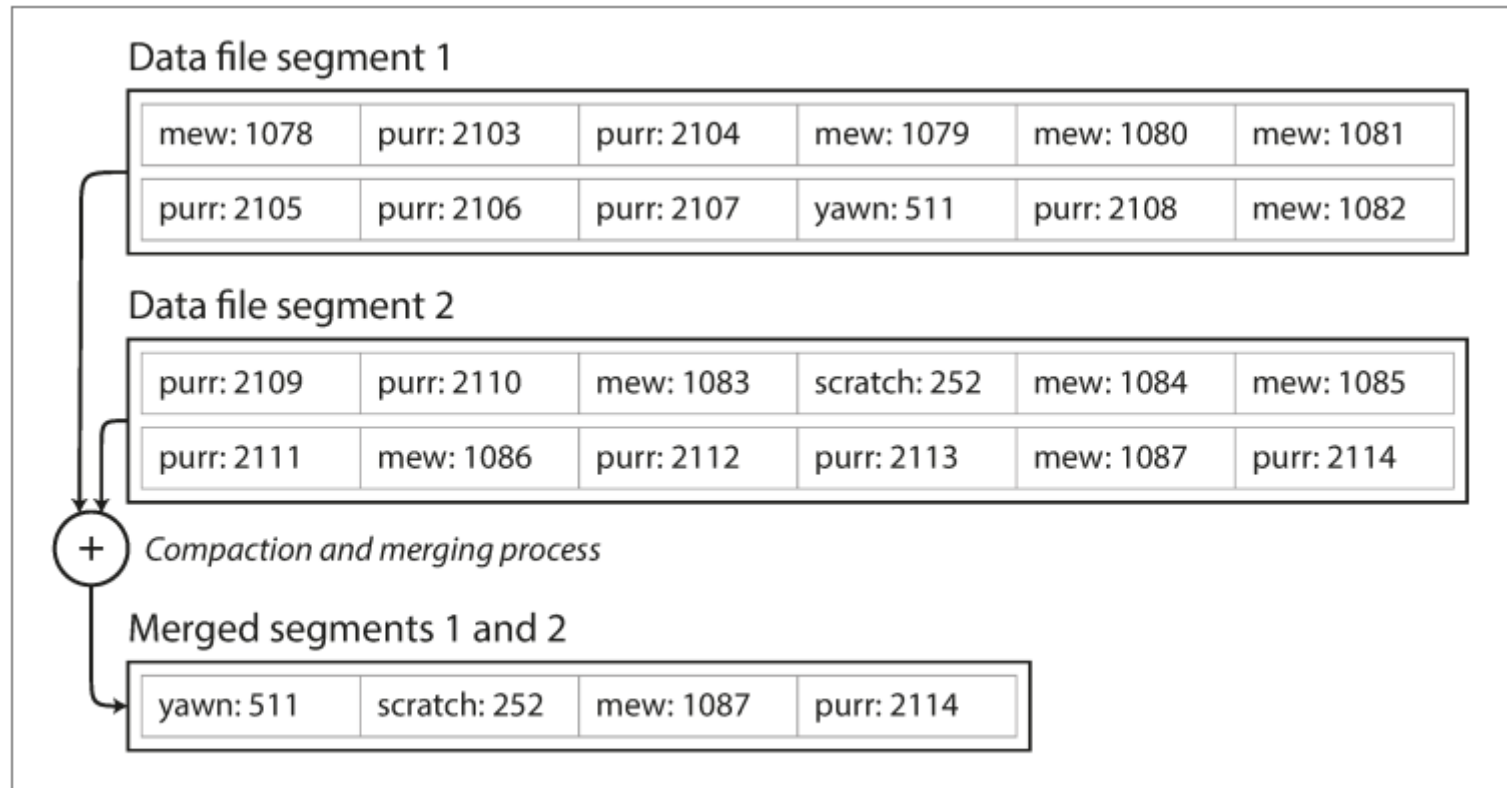 Data file segment 1
mew: 1078 purr: 2103 purr: 2104 mew: 1079 mew: 1080 mew: 1081
purr: 2105 purr: 2106 purr: 2107 yawn: 511 purr: 2108 mew: 1082
Data file segment 2
purr: 2109 purr: 2110 mew: 1083 scratch: 252 mew: 1084 mew: 1085
purr: 2111 mew: 1086 purr: 2112 purr: 2113 mew: 1087 purr: 2114
+ Compaction and merging process
Merged segments 1 and 2
yawn: 511 scratch: 252 mew: 1087 purr: 2114